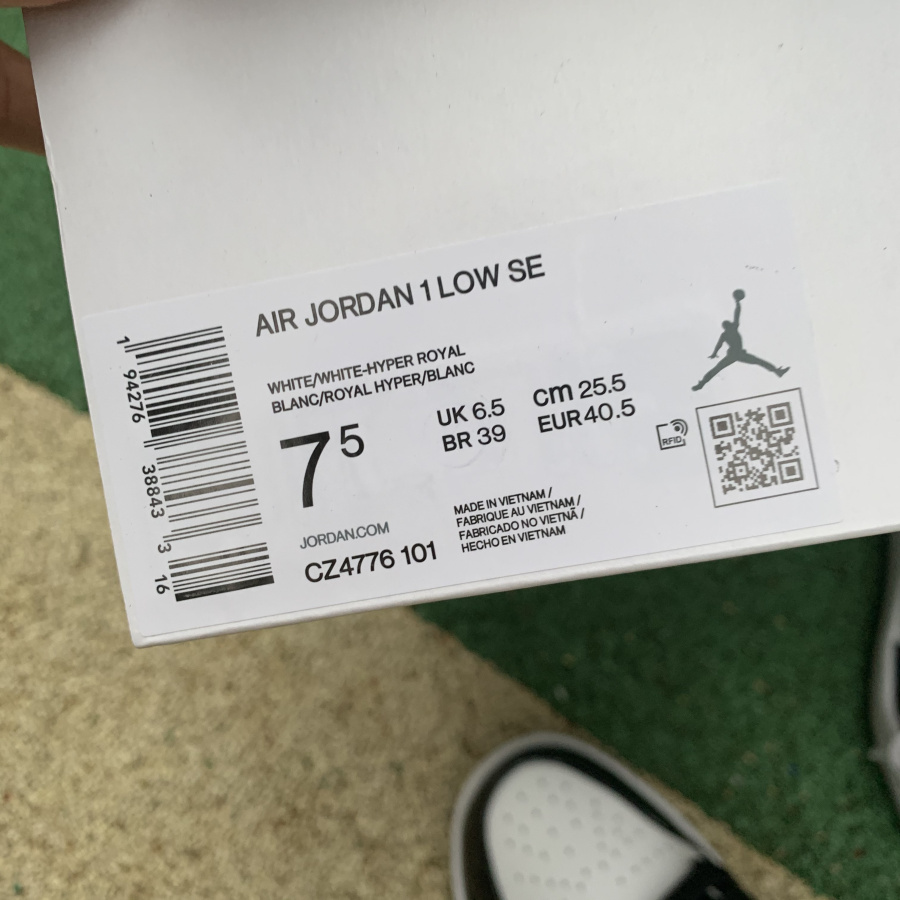 AIR JORDAN 1 LOW SE
WHITE/WHITE-HYPER ROYAL
BLANC/ROYAL HYPER/BLANC
7 5
UK 6.5
BR 39
cm 25.5
EUR 40.5
RFID
JORDAN.COM
CZ4776 101
MADE IN VIETNAM /
FABRIQUE AU VIETNAM /
FABRICADO NO VIETNÃ /
HECHO EN VIETNAM
1 94276 38843 3 16